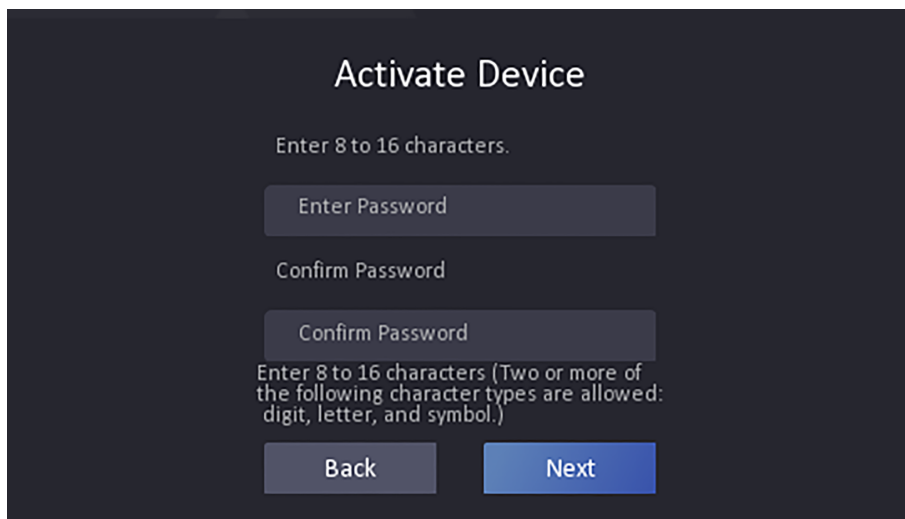 Activate Device
Enter 8 to 16 characters.
Enter Password
Confirm Password
Confirm Password
Enter 8 to 16 characters (Two or more of
the following character types are allowed:
digit, letter, and symbol.)
Back
Next